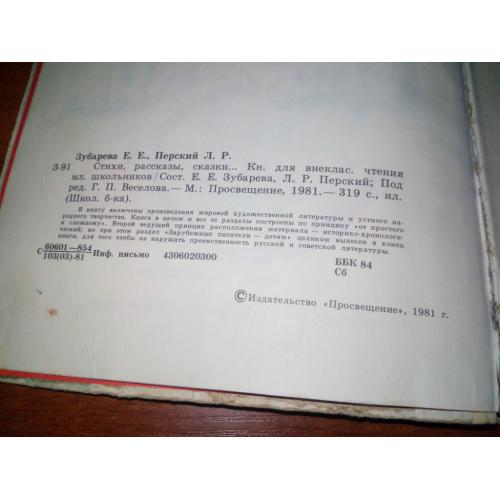 Зубарева Е. Е., Перский Л. Р.
З-91 Стихи, рассказы, сказки... Кн. для внеклас. чтения
мл. школьников/Сост. Е. Е. Зубарева, Л. Р. Перский; Под
ред. Г. П. Веселова.— М.: Просвещение, 1981.— 319 с., ил.
(Школ. б-ка).
В книгу включены произведения мировой художественной литературы и устного на-
родного творчества. Книга в целом и все ее разделы построены по принципу «от простого
к сложному». Второй ведущий принцип расположения материала — историко-хронологи-
ческий; но при этом раздел «Зарубежные писатели — детям» целиком вынесен в конец
книги, для того чтобы не нарушать преемственность русской и советской литературы.
60601—854
С 103(03)-81 Инф. письмо 4306020300
ББК 84
Сб
©Издательство «Просвещение», 1981 г.